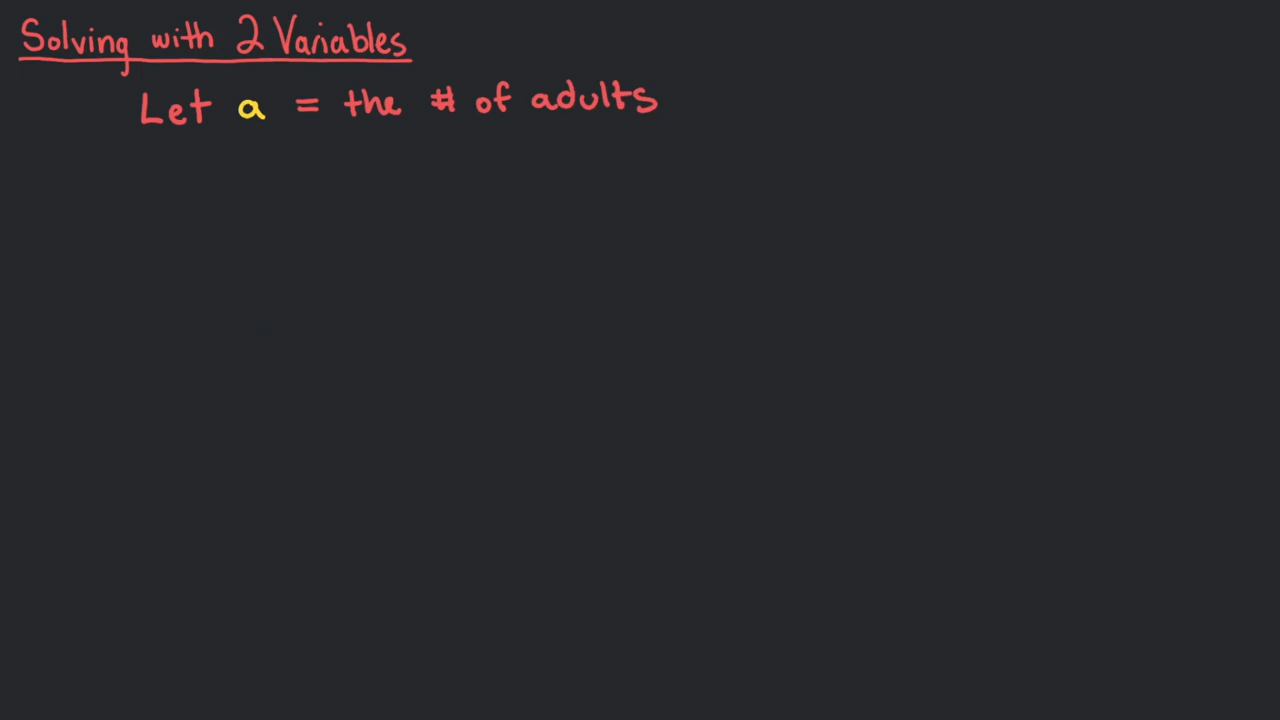 Solving with 2 Variables
Let a = the # of adults